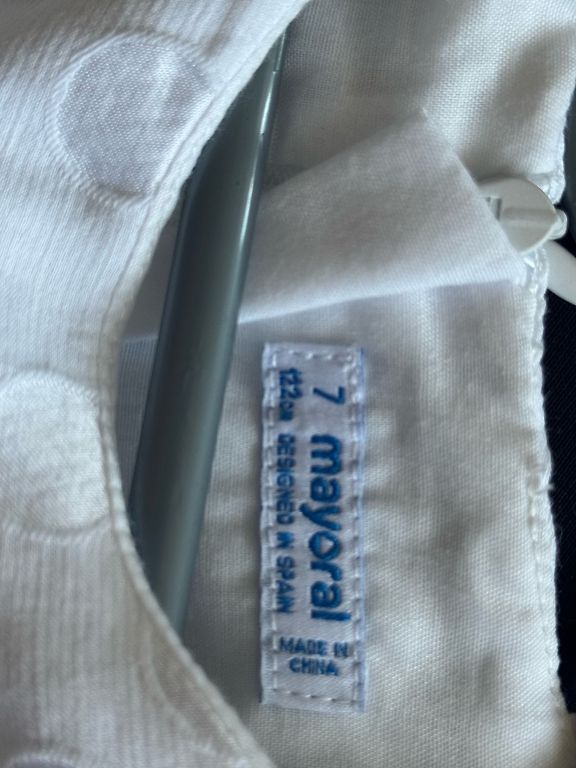 7 mayoral
122cm DESIGNED IN SPAIN
MADE IN
CHINA